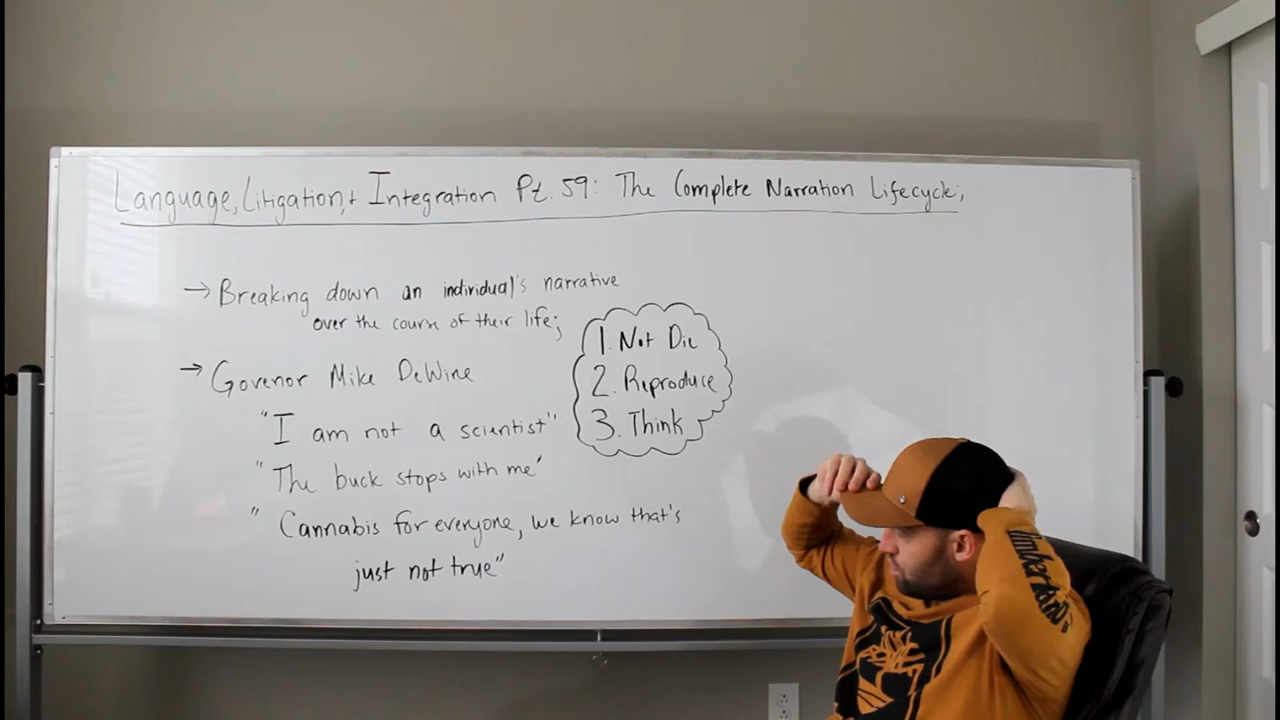 Language, Litigation, + Integration Pt. 59: The Complete Narration Lifecycle;
→ Breaking down an individual's narrative
over the course of their life;
→ Govenor Mike DeWine
"I am not a scientist"
"The buck stops with me"
" Cannabis for everyone, we know that's
just not true"
1. Not Die
2. Reproduce
3. Think
Timberland